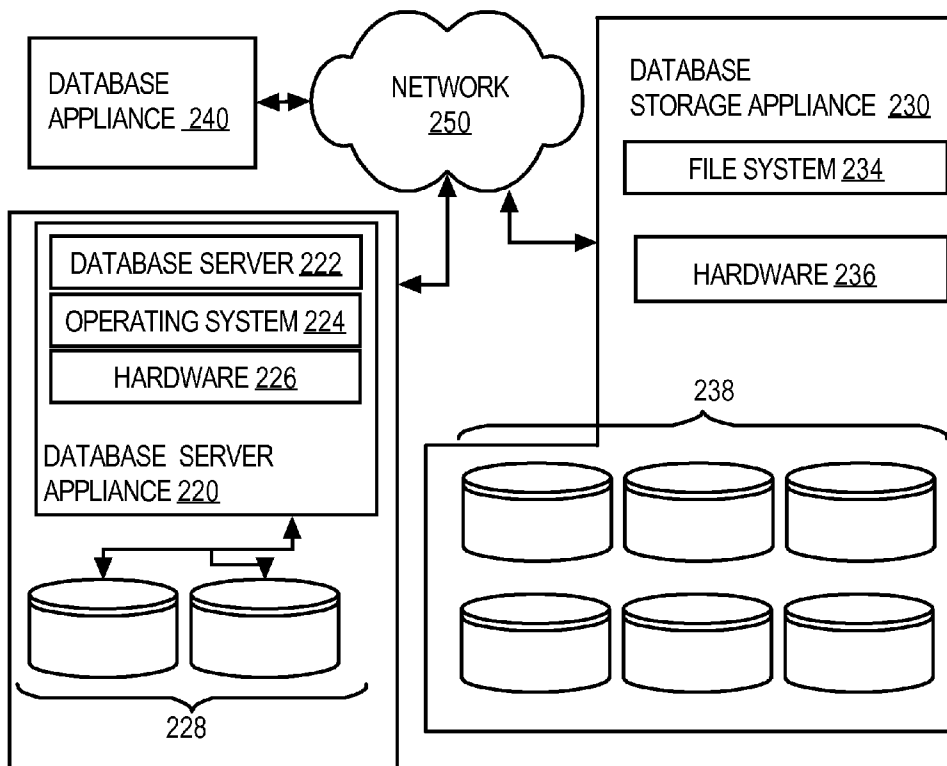 DATABASE
APPLIANCE 240
NETWORK
250
DATABASE
STORAGE APPLIANCE 230
FILE SYSTEM 234
HARDWARE 236
DATABASE SERVER 222
OPERATING SYSTEM 224
HARDWARE 226
DATABASE SERVER
APPLIANCE 220
238
228